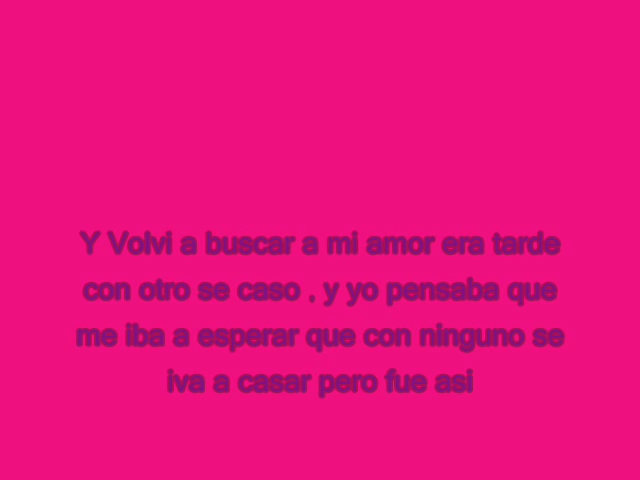 Y Volvi a buscar a mi amor era tarde
con otro se caso , y yo pensaba que
me iba a esperar que con ninguno se
iva a casar pero fue asi